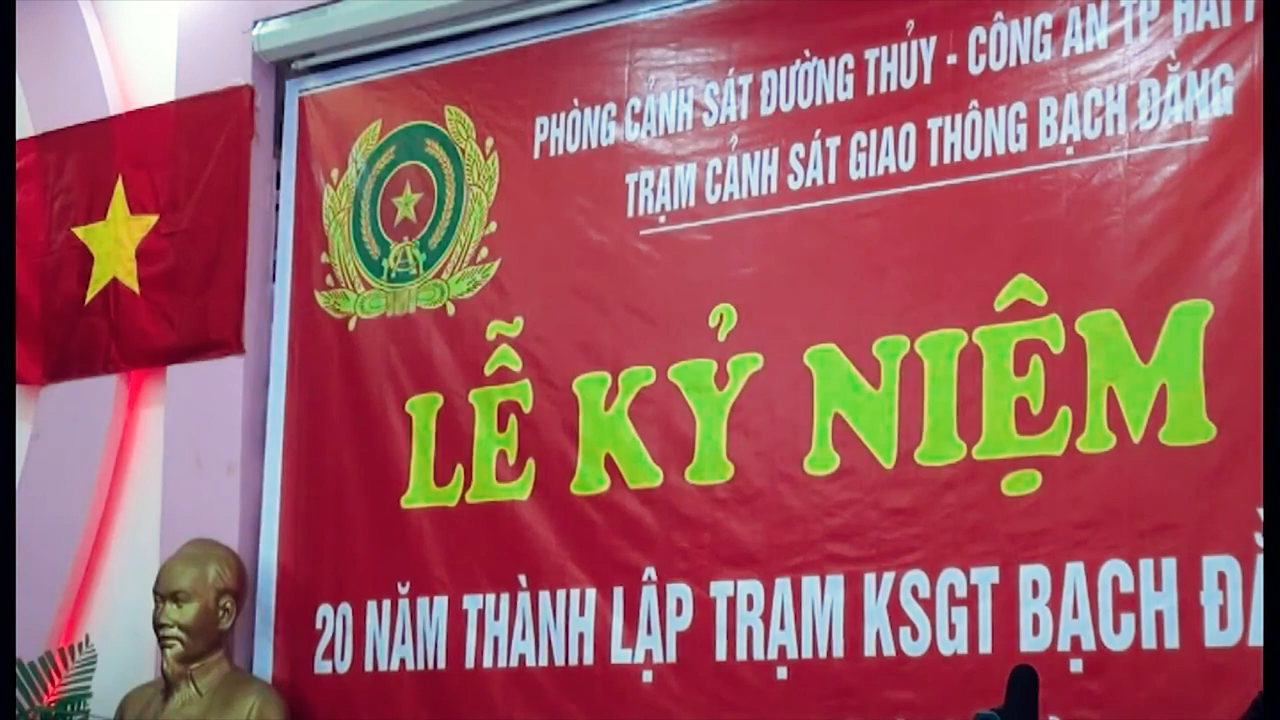 PHÒNG CẢNH SÁT ĐƯỜNG THỦY - CÔNG AN TP
TRẠM CẢNH SÁT GIAO THÔNG BẠCH ĐẰNG
LỄ KỶ NIỆM
20 NĂM THÀNH LẬP TRẠM KSGT BẠCH